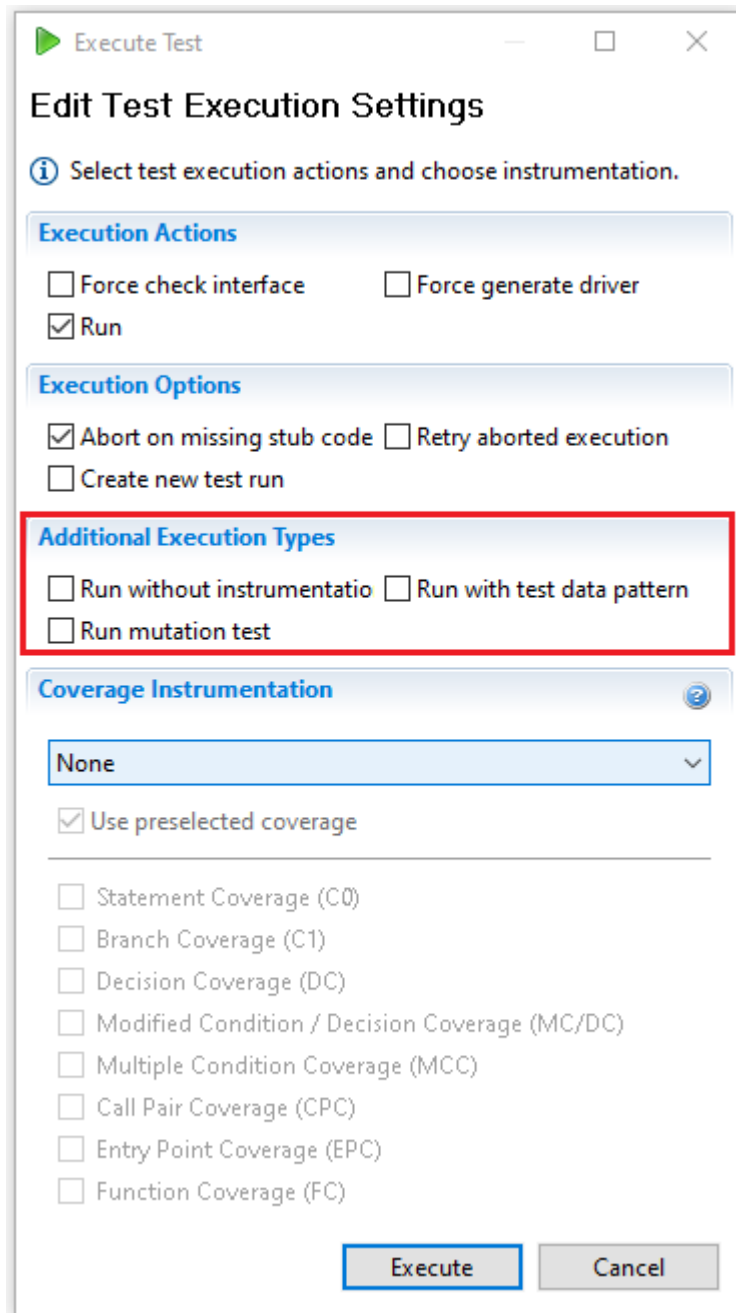 Execute Test
Edit Test Execution Settings
Select test execution actions and choose instrumentation.
Execution Actions
Force check interface Force generate driver
Run
Execution Options
Abort on missing stub code Retry aborted execution
Create new test run
Additional Execution Types
Run without instrumentatio Run with test data pattern
Run mutation test
Coverage Instrumentation
None
Use preselected coverage
Statement Coverage (C0)
Branch Coverage (C1)
Decision Coverage (DC)
Modified Condition / Decision Coverage (MC/DC)
Multiple Condition Coverage (MCC)
Call Pair Coverage (CPC)
Entry Point Coverage (EPC)
Function Coverage (FC)
Execute Cancel